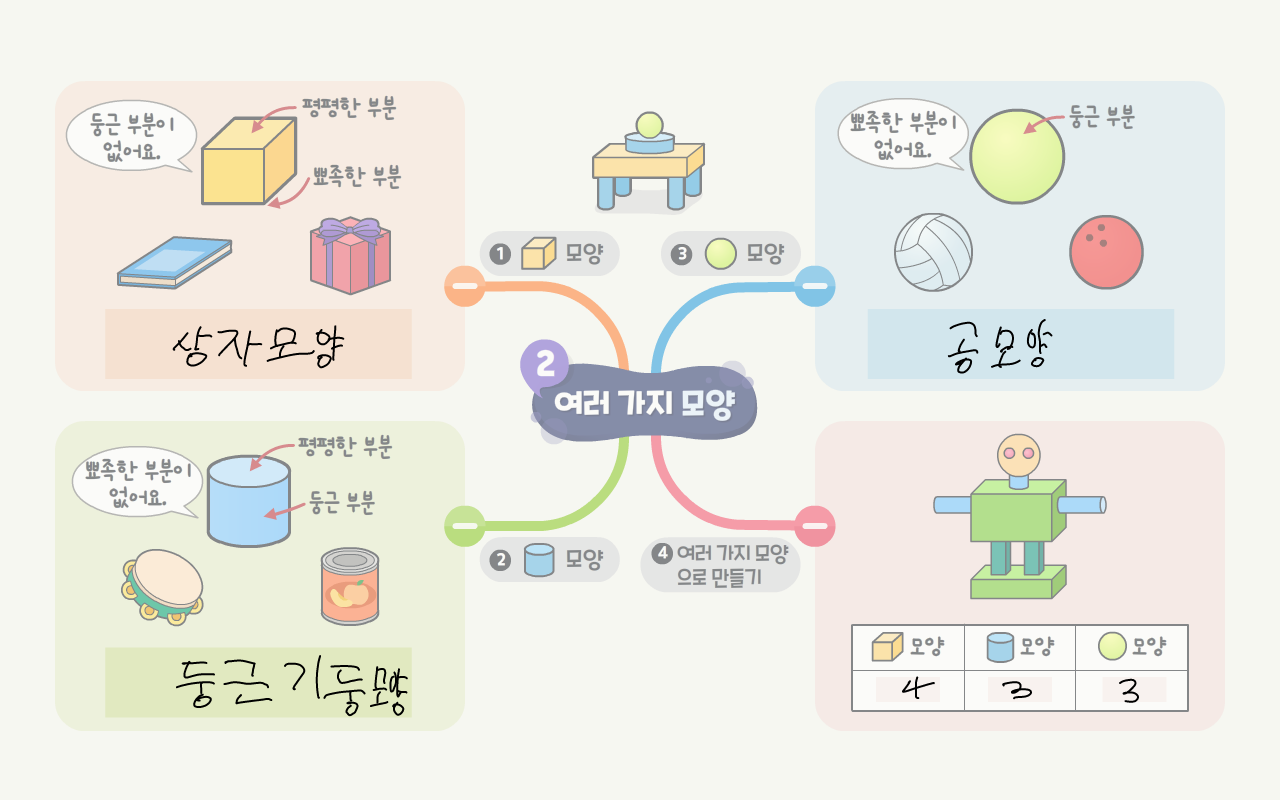 둥근 부분이
없어요.
평평한 부분
뾰족한 부분
상자모양
1 모양
3 모양
뾰족한 부분이
없어요.
둥근 부분
공모양
2
여러 가지 모양
뾰족한 부분이
없어요.
평평한 부분
둥근 부분
둥근기둥모양
2 모양
4 여러 가지 모양
으로 만들기
모양 모양 모양
4 3 3